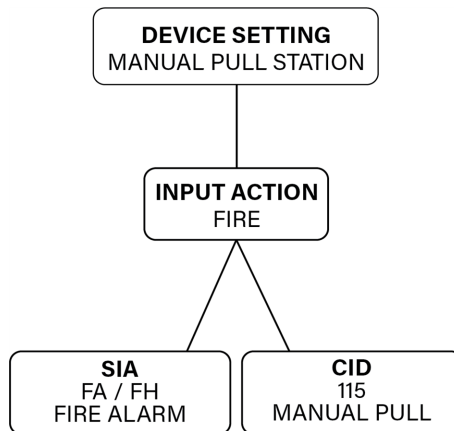 DEVICE SETTING
MANUAL PULL STATION
INPUT ACTION
FIRE
SIA
FA / FH
FIRE ALARM
CID
115
MANUAL PULL